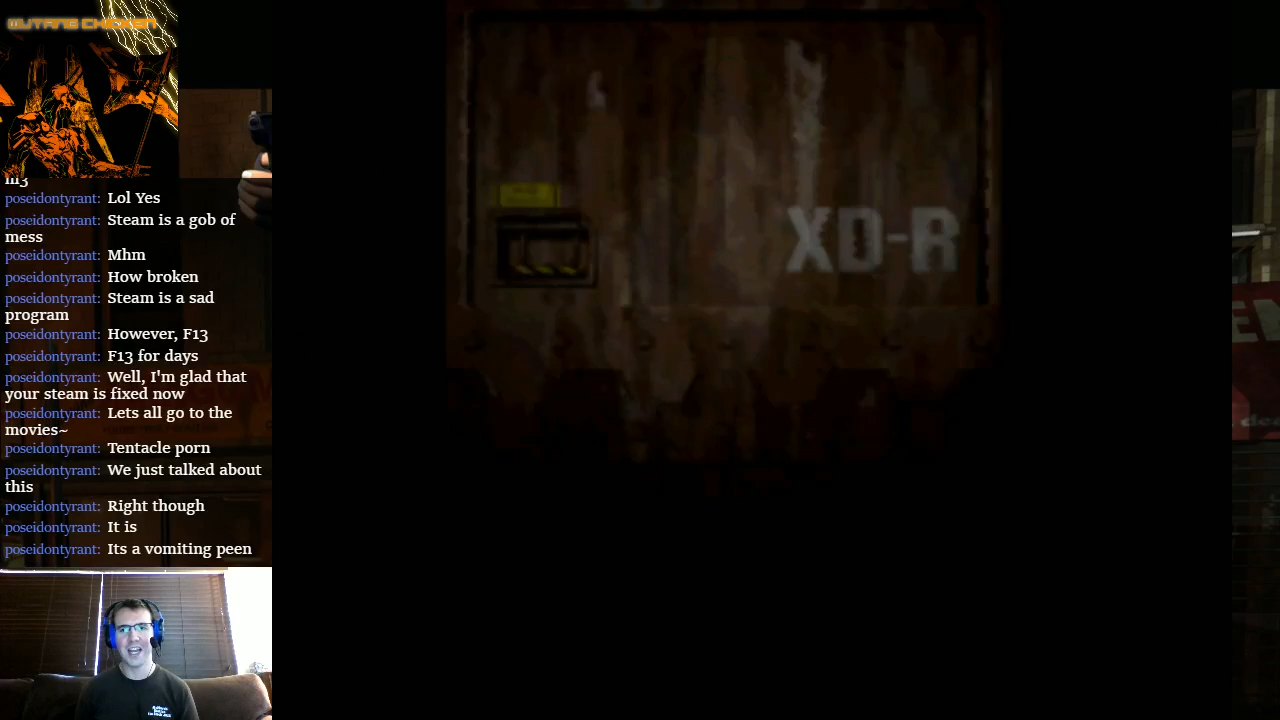 WUTANG CHICKEN
poseidontyrant: Lol Yes
poseidontyrant: Steam is a gob of
mess
poseidontyrant: Mhm
poseidontyrant: How broken
poseidontyrant: Steam is a sad
program
poseidontyrant: However, F13
poseidontyrant: F13 for days
poseidontyrant: Well, I'm glad that
your steam is fixed now
poseidontyrant: Lets all go to the
movies~
poseidontyrant: Tentacle porn
poseidontyrant: We just talked about
this
poseidontyrant: Right though
poseidontyrant: It is
poseidontyrant: Its a vomiting peen
XD-R